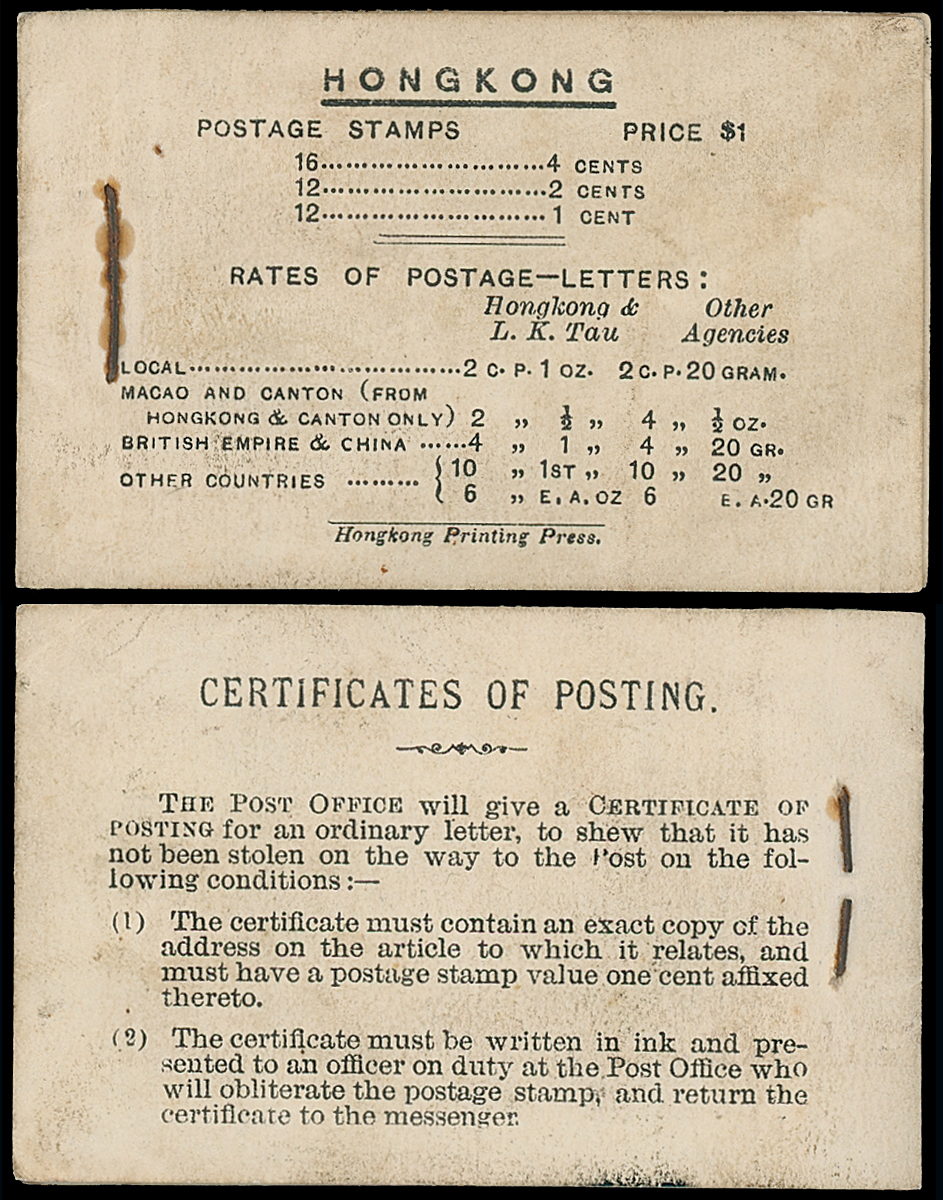 HONGKONG
POSTAGE STAMPS PRICE $1
16...........................4 CENTS
12...........................2 CENTS
12...........................1 CENT
RATES OF POSTAGE—LETTERS:
Hongkong & Other
L. K. Tau Agencies
LOCAL.................................2 C. P. 1 OZ. 2 C. P. 20 GRAM.
MACAO AND CANTON (FROM
HONGKONG & CANTON ONLY) 2 „ ½ „ 4 „ ½ OZ.
BRITISH EMPIRE & CHINA ......4 „ 1 „ 4 „ 20 GR.
OTHER COUNTRIES ......... { 10 „ 1ST „ 10 „ 20 „
6 „ E. A. OZ 6 E. A. 20 GR
Hongkong Printing Press.
CERTIFICATES OF POSTING.
THE POST OFFICE will give a CERTIFICATE OF
POSTING for an ordinary letter, to shew that it has
not been stolen on the way to the Post on the fol-
lowing conditions:—
(1) The certificate must contain an exact copy of the
address on the article to which it relates, and
must have a postage stamp value one cent affixed
thereto.
(2) The certificate must be written in ink and pre-
sented to an officer on duty at the Post Office who
will obliterate the postage stamp, and return the
certificate to the messenger.